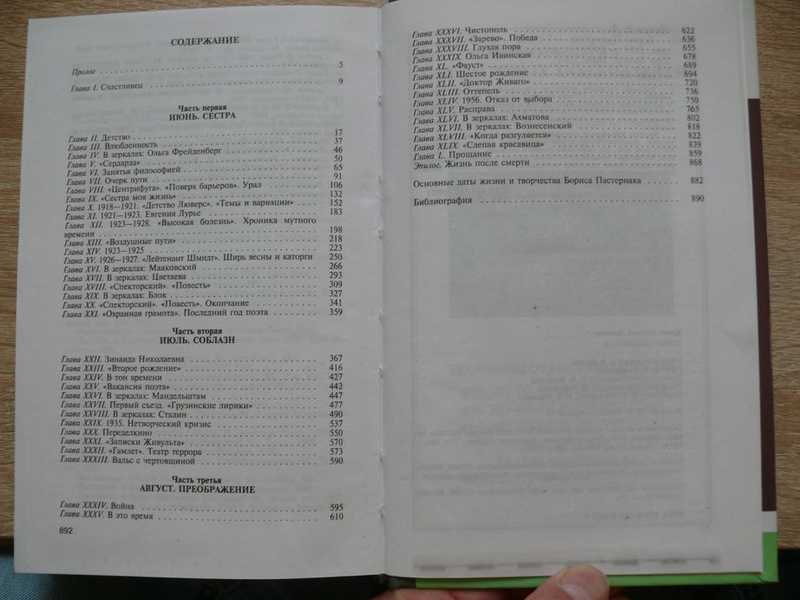 СОДЕРЖАНИЕ
Пролог . . . 5
Глава I. Счастливец . . . 9
Часть первая
ИЮНЬ. СЕСТРА
Глава II. Детство . . . 17
Глава III. Влюбленность . . . 37
Глава IV. В зеркалах: Ольга Фрейденберг . . . 46
Глава V. «Сердарда» . . . 50
Глава VI. Занятья философией . . . 65
Глава VII. Очерк пути . . . 91
Глава VIII. «Центрифуга». «Поверх барьеров». Урал . . . 106
Глава IX. «Сестра моя жизнь» . . . 132
Глава X. 1918—1921. «Детство Люверс». «Темы и вариации» . . . 152
Глава XI. 1921—1923. Евгения Лурье . . . 183
Глава XII. 1923—1928. «Высокая болезнь». Хроника мутного
времени . . . 198
Глава XIII. «Воздушные пути» . . . 218
Глава XIV. 1923—1925 . . . 223
Глава XV. 1926—1927. «Лейтенант Шмидт». Ширь весны и каторги 250
Глава XVI. В зеркалах: Маяковский . . . 266
Глава XVII. В зеркалах: Цветаева . . . 293
Глава XVIII. «Спекторский». «Повесть» . . . 309
Глава XIX. В зеркалах: Блок . . . 327
Глава XX. «Спекторский». «Повесть». Окончание . . . 341
Глава XXI. «Охранная грамота». Последний год поэта . . . 359
Часть вторая
ИЮЛЬ. СОБЛАЗН
Глава XXII. Зинаида Николаевна . . . 367
Глава XXIII. «Второе рождение» . . . 416
Глава XXIV. В тон времени . . . 427
Глава XXV. «Вакансия поэта» . . . 442
Глава XXVI. В зеркалах: Мандельштам . . . 447
Глава XXVII. Первый съезд. «Грузинские лирики» . . . 477
Глава XXVIII. В зеркалах: Сталин . . . 490
Глава XXIX. 1935. Нетворческий кризис . . . 537
Глава XXX. Переделкино . . . 550
Глава XXXI. «Записки Живульта» . . . 570
Глава XXXII. «Гамлет». Театр террора . . . 573
Глава XXXIII. Вальс с чертовщиной . . . 590
Часть третья
АВГУСТ. ПРЕОБРАЖЕНИЕ
Глава XXXIV. Война . . . 595
Глава XXXV. В это время . . . 610
892
Глава XXXVI. Чистополь . . . 622
Глава XXXVII. «Зарево». Победа . . . 636
Глава XXXVIII. Глухая пора . . . 655
Глава XXXIX. Ольга Ивинская . . . 678
Глава XL. «Фауст» . . . 689
Глава XLI. Шестое рождение . . . 694
Глава XLII. «Доктор Живаго» . . . 720
Глава XLIII. Оттепель . . . 736
Глава XLIV. 1956. Отказ от выбора . . . 750
Глава XLV. Расправа . . . 765
Глава XLVI. В зеркалах: Ахматова . . . 802
Глава XLVII. В зеркалах: Вознесенский . . . 818
Глава XLVIII. «Когда разгуляется» . . . 822
Глава XLIX. «Слепая красавица» . . . 839
Глава L. Прощание . . . 859
Эпилог. Жизнь после смерти . . . 868
Основные даты жизни и творчества Бориса Пастернака . . . 882
Библиография . . . 890